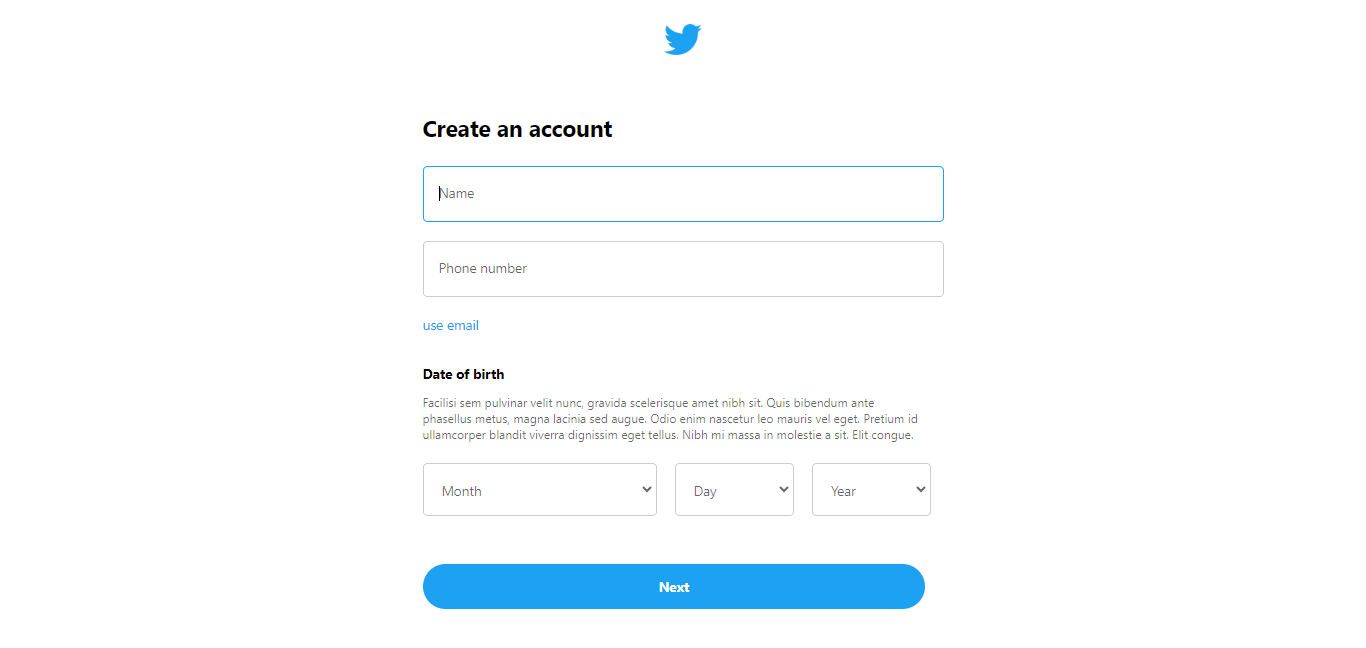 Create an account
Name
Phone number
use email
Date of birth
Facilisi sem pulvinar velit nunc, gravida scelerisque amet nibh sit. Quis bibendum ante
phasellus metus, magna lacinia sed augue. Odio enim nascetur leo mauris vel eget. Pretium id
ullamcorper blandit viverra dignissim eget tellus. Nibh mi massa in molestie a sit. Elit congue.
Month Day Year
Next